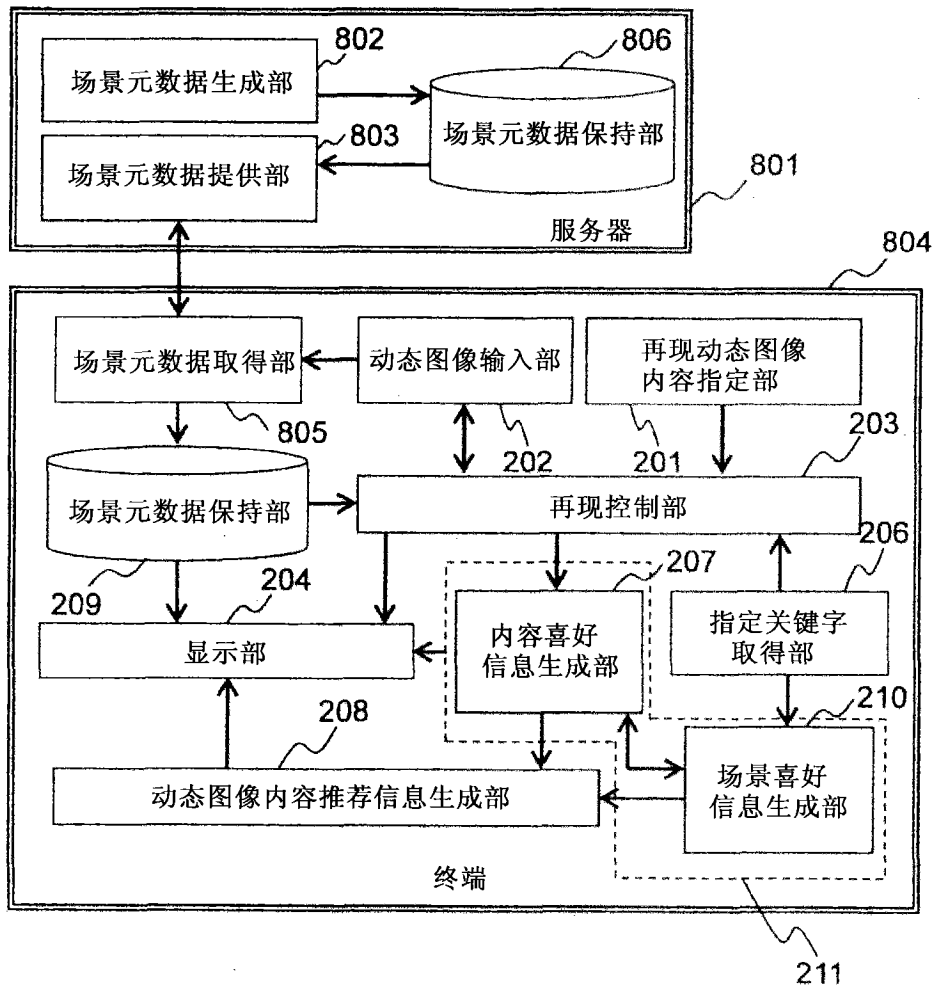 802
806
场景元数据生成部
场景元数据保持部
803
场景元数据提供部
801
服务器
804
场景元数据取得部
动态图像输入部
再现动态图像
内容指定部
805
202
201
203
场景元数据保持部
再现控制部
206
207
209
204
显示部
内容喜好
信息生成部
指定关键字
取得部
208
210
动态图像内容推荐信息生成部
场景喜好
信息生成部
终端
211